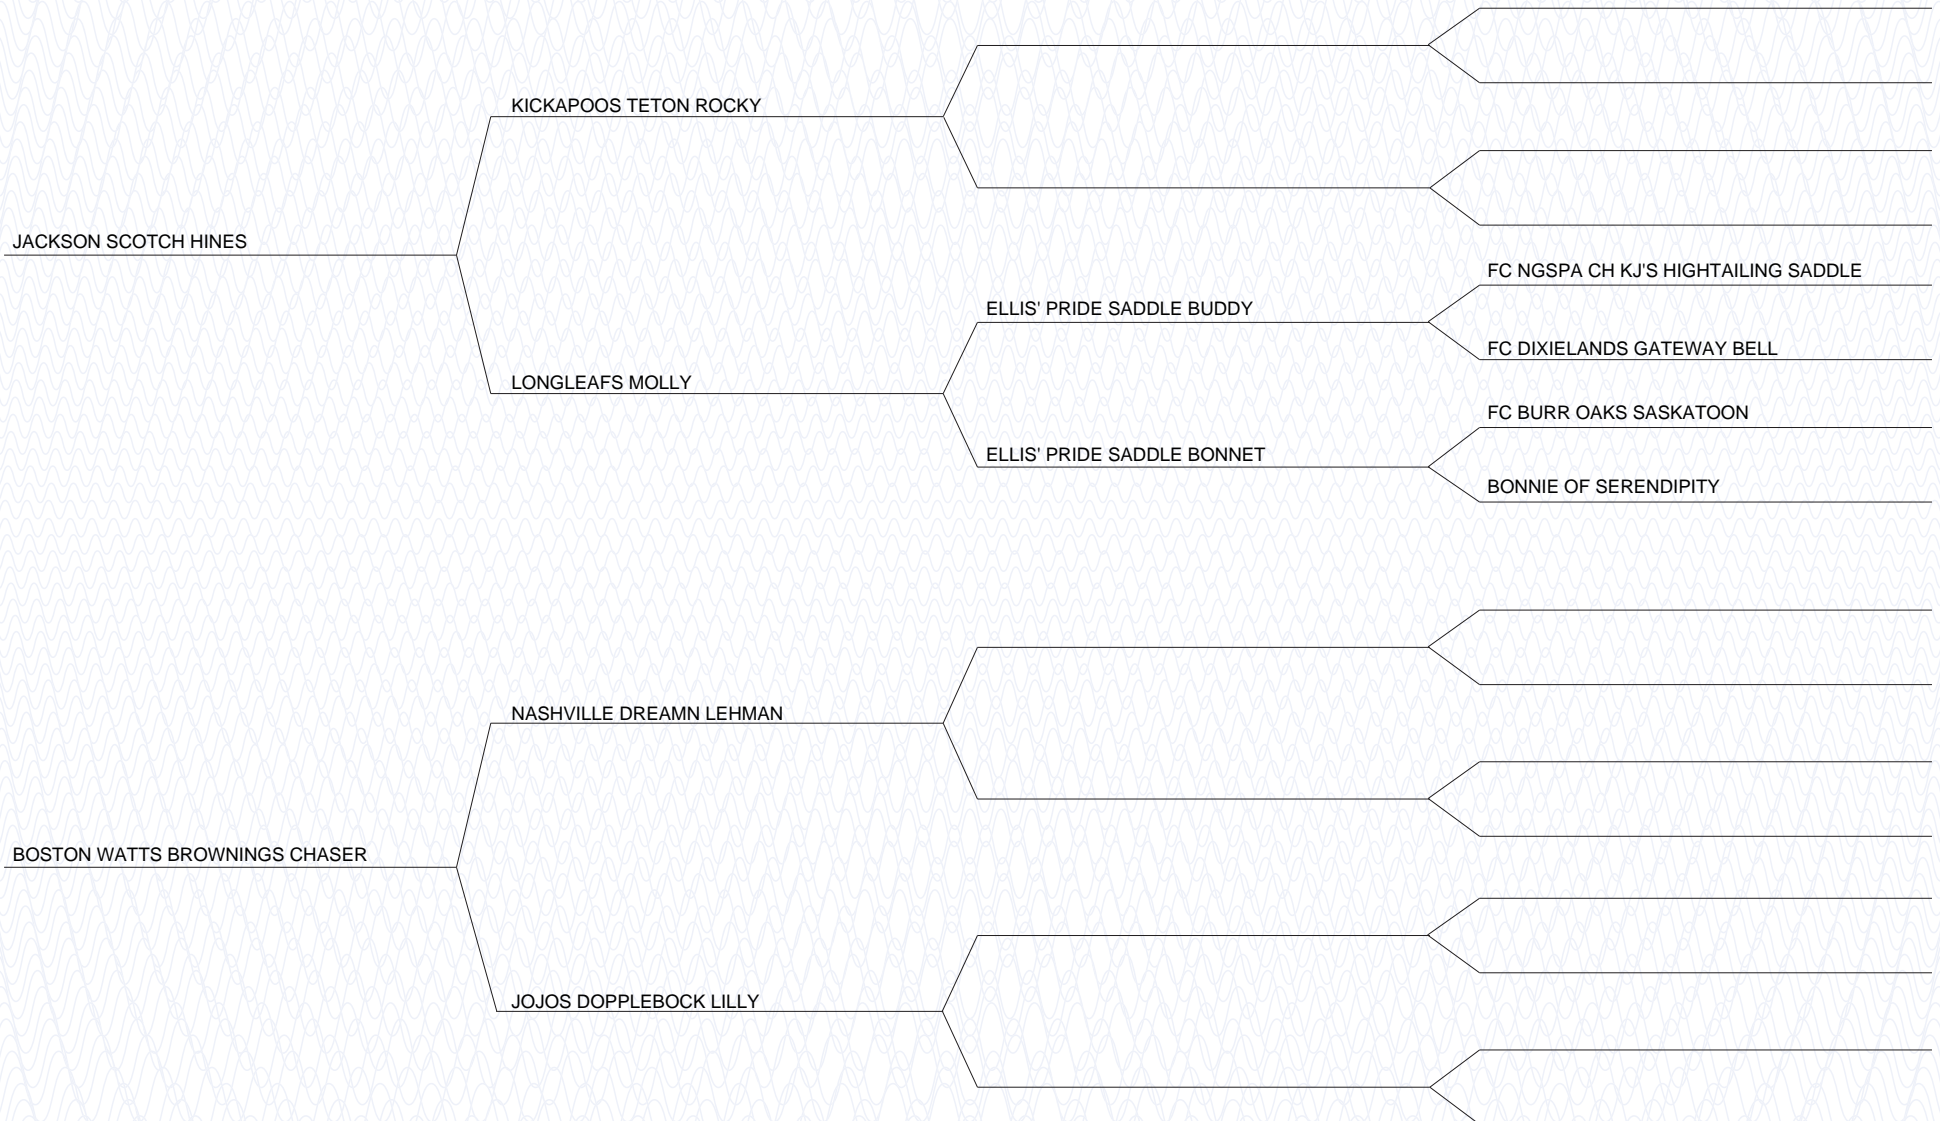 KICKAPOOS TETON ROCKY
JACKSON SCOTCH HINES
FC NGSPA CH KJ'S HIGHTAILING SADDLE
ELLIS' PRIDE SADDLE BUDDY
FC DIXIELANDS GATEWAY BELL
LONGLEAFS MOLLY
FC BURR OAKS SASKATOON
ELLIS' PRIDE SADDLE BONNET
BONNIE OF SERENDIPITY
NASHVILLE DREAMN LEHMAN
BOSTON WATTS BROWNINGS CHASER
JOJOS DOPPLEBOCK LILLY